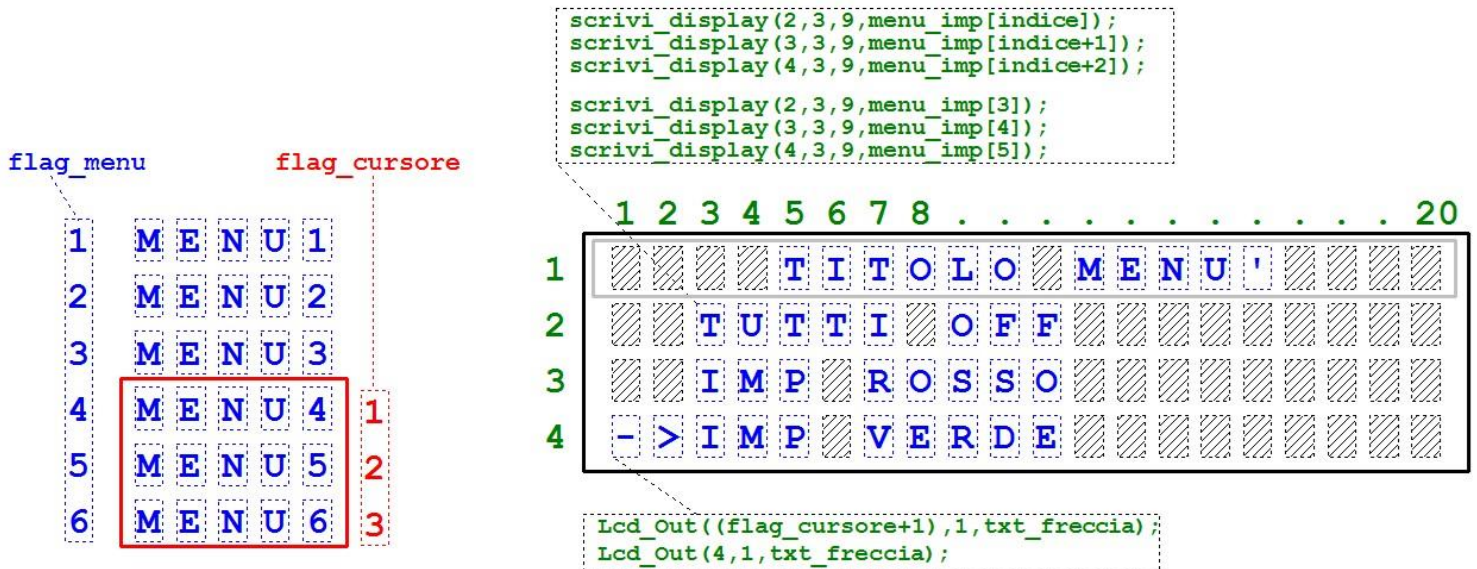 scrivi_display(2,3,9,menu_imp[indice]);
scrivi_display(3,3,9,menu_imp[indice+1]);
scrivi_display(4,3,9,menu_imp[indice+2]);
scrivi_display(2,3,9,menu_imp[3]);
scrivi_display(3,3,9,menu_imp[4]);
scrivi_display(4,3,9,menu_imp[5]);
flag_menu
flag_cursore
1 MENU1
2 MENU2
3 MENU3
4 MENU4 1
5 MENU5 2
6 MENU6 3
1 2 3 4 5 6 7 8 . . . . . . . . . . . 20
1 TITOLO MENU'
2 TUTTI OFF
3 IMP ROSSO
4 ->IMP VERDE
Lcd_Out((flag_cursore+1),1,txt_freccia);
Lcd_Out(4,1,txt_freccia);